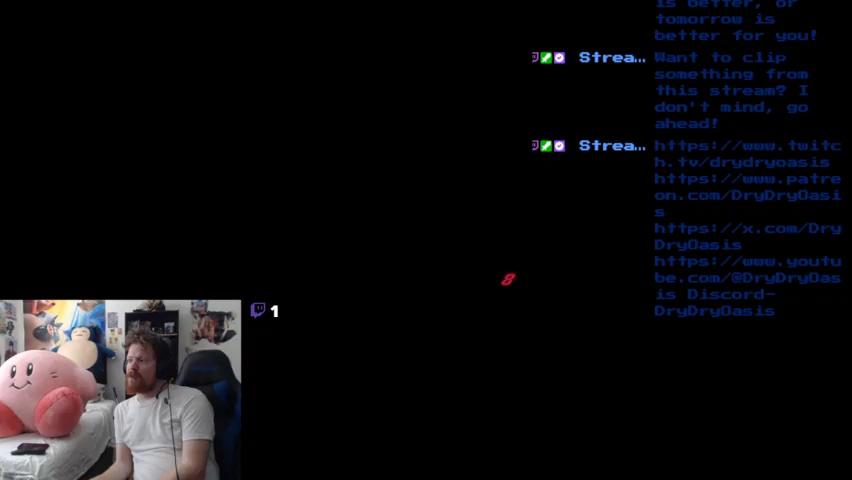 is better, or
tomorrow is
better for you!
Strea… Want to clip
something from
this stream? I
don't mind, go
ahead!
Strea… https://www.twitc
h.tv/drydryoasis
https://www.patre
on.com/DryDryOasi
s
https://x.com/Dry
DryOasis
https://www.youtu
be.com/@DryDryOas
is Discord-
DryDryOasis
8
1